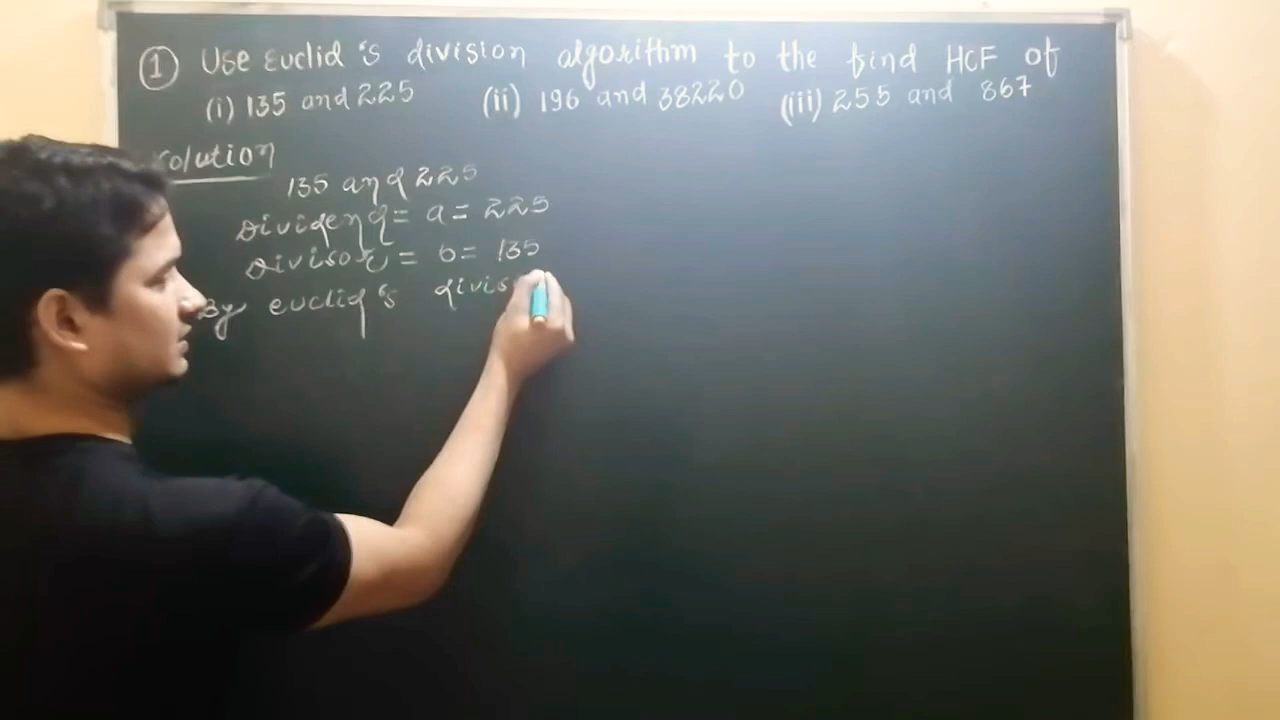 ① Use Euclid's division algorithm to the find HCF of
(i) 135 and 225 (ii) 196 and 38220 (iii) 255 and 867
Solution
135 and 225
Dividend = a = 225
Divisor = b = 135
By euclid's divis